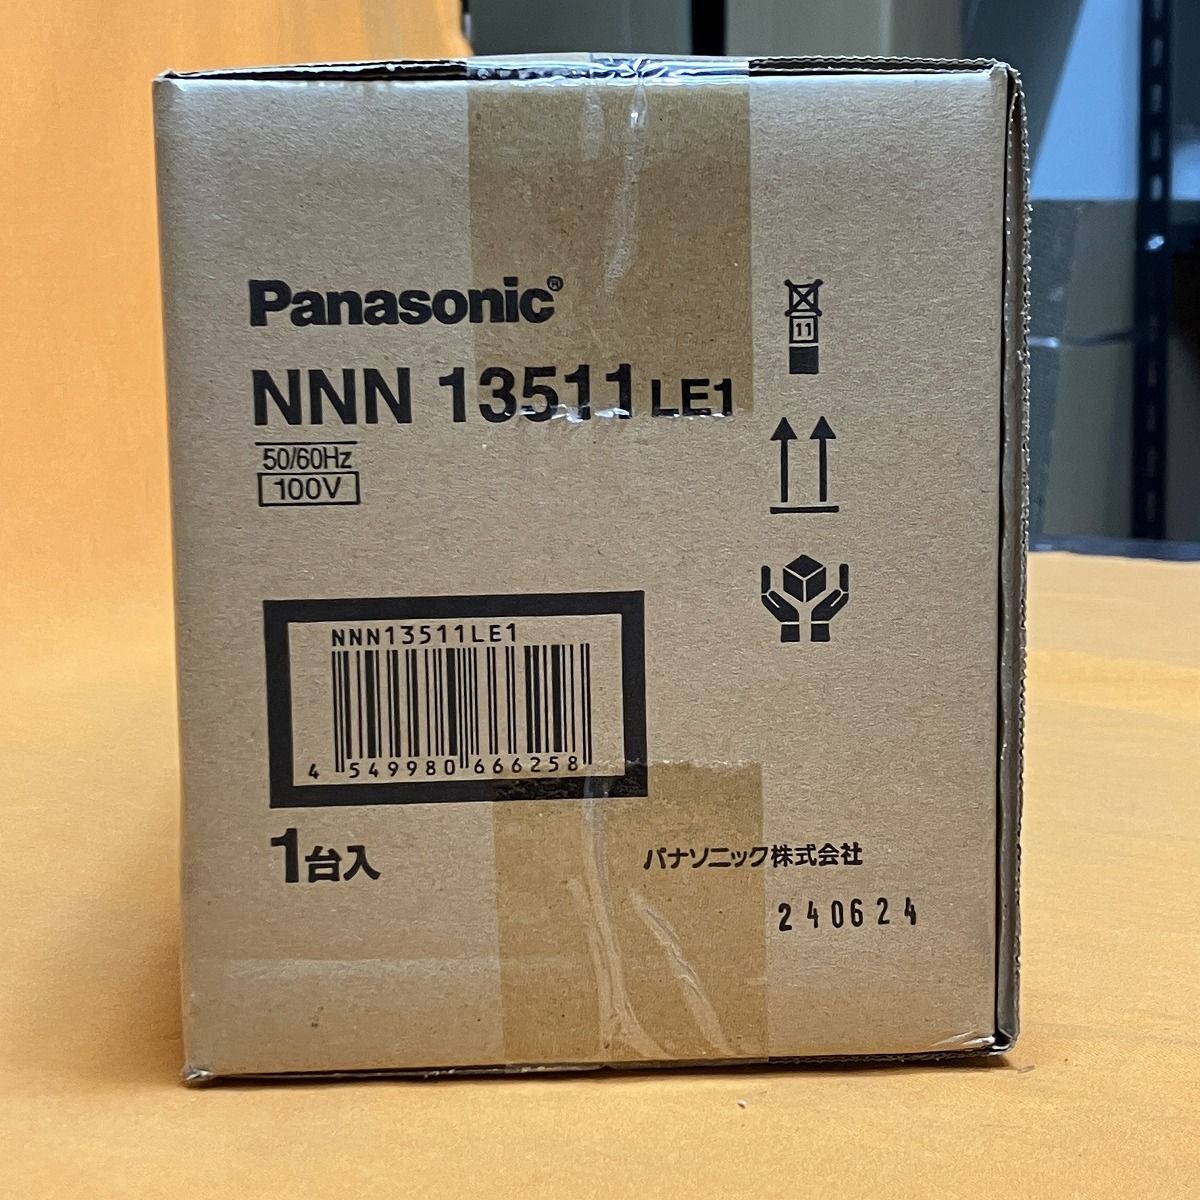 Panasonic®
NNN 13511 LE1
50/60Hz
100V
11
NNN13511LE1
4 549980 666258
1台入
パナソニック株式会社
240624